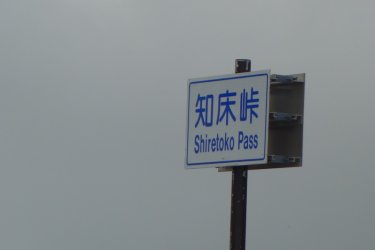 知床峠
Shiretoko Pass